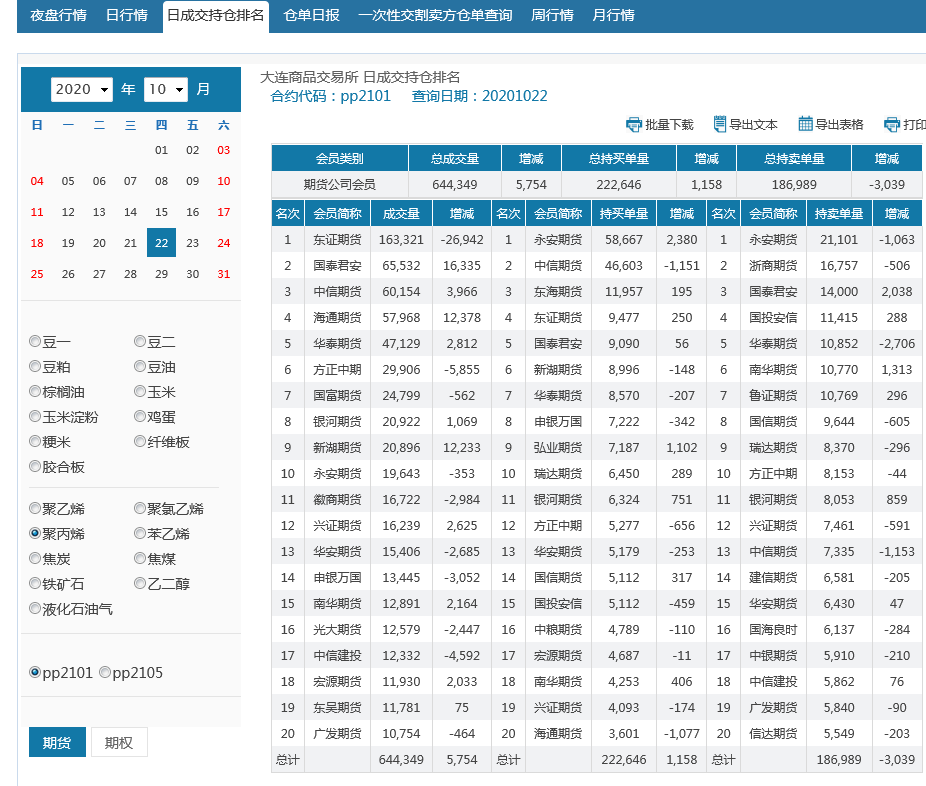 夜盘行情 日行情 日成交持仓排名 仓单日报 一次性交割卖方仓单查询 周行情 月行情
2020 年 10 月
日 一 二 三 四 五 六
01 02 03
04 05 06 07 08 09 10
11 12 13 14 15 16 17
18 19 20 21 22 23 24
25 26 27 28 29 30 31
豆一 豆二
豆粕 豆油
棕榈油 玉米
玉米淀粉 鸡蛋
粳米 纤维板
胶合板
聚乙烯 聚氯乙烯
聚丙烯 苯乙烯
焦炭 焦煤
铁矿石 乙二醇
液化石油气
pp2101 pp2105
期货 期权
大连商品交易所 日成交持仓排名
合约代码：pp2101 查询日期：20201022
批量下载 导出文本 导出表格 打印
会员类别 总成交量 增减 总持买单量 增减 总持卖单量 增减
期货公司会员 644,349 5,754 222,646 1,158 186,989 -3,039
名次 会员简称 成交量 增减 名次 会员简称 持买单量 增减 名次 会员简称 持卖单量 增减
1 东证期货 163,321 -26,942 1 永安期货 58,667 2,380 1 永安期货 21,101 -1,063
2 国泰君安 65,532 16,335 2 中信期货 46,603 -1,151 2 浙商期货 16,757 -506
3 中信期货 60,154 3,966 3 东海期货 11,957 195 3 国泰君安 14,000 2,038
4 海通期货 57,968 12,378 4 东证期货 9,477 250 4 国投安信 11,415 288
5 华泰期货 47,129 2,812 5 国泰君安 9,090 56 5 华泰期货 10,852 -2,706
6 方正中期 29,906 -5,855 6 新湖期货 8,996 -148 6 南华期货 10,770 1,313
7 国富期货 24,799 -562 7 华泰期货 8,570 -207 7 鲁证期货 10,769 296
8 银河期货 20,922 1,069 8 申银万国 7,222 -342 8 国信期货 9,644 -605
9 新湖期货 20,896 12,233 9 弘业期货 7,187 1,102 9 瑞达期货 8,370 -296
10 永安期货 19,643 -353 10 瑞达期货 6,450 289 10 方正中期 8,153 -44
11 徽商期货 16,722 -2,984 11 银河期货 6,324 751 11 银河期货 8,053 859
12 兴证期货 16,239 2,625 12 方正中期 5,277 -656 12 兴证期货 7,461 -591
13 华安期货 15,406 -2,685 13 华安期货 5,179 -253 13 中信期货 7,335 -1,153
14 申银万国 13,445 -3,052 14 国信期货 5,112 317 14 建信期货 6,581 -205
15 南华期货 12,891 2,164 15 国投安信 5,112 -459 15 华安期货 6,430 47
16 光大期货 12,579 -2,447 16 中粮期货 4,789 -110 16 国海良时 6,137 -284
17 中信建投 12,332 -4,592 17 宏源期货 4,687 -11 17 中银期货 5,910 -210
18 宏源期货 11,930 2,033 18 南华期货 4,253 406 18 中信建投 5,862 76
19 东吴期货 11,781 75 19 兴证期货 4,093 -174 19 广发期货 5,840 -90
20 广发期货 10,754 -464 20 海通期货 3,601 -1,077 20 信达期货 5,549 -203
总计 644,349 5,754 总计 222,646 1,158 总计 186,989 -3,039